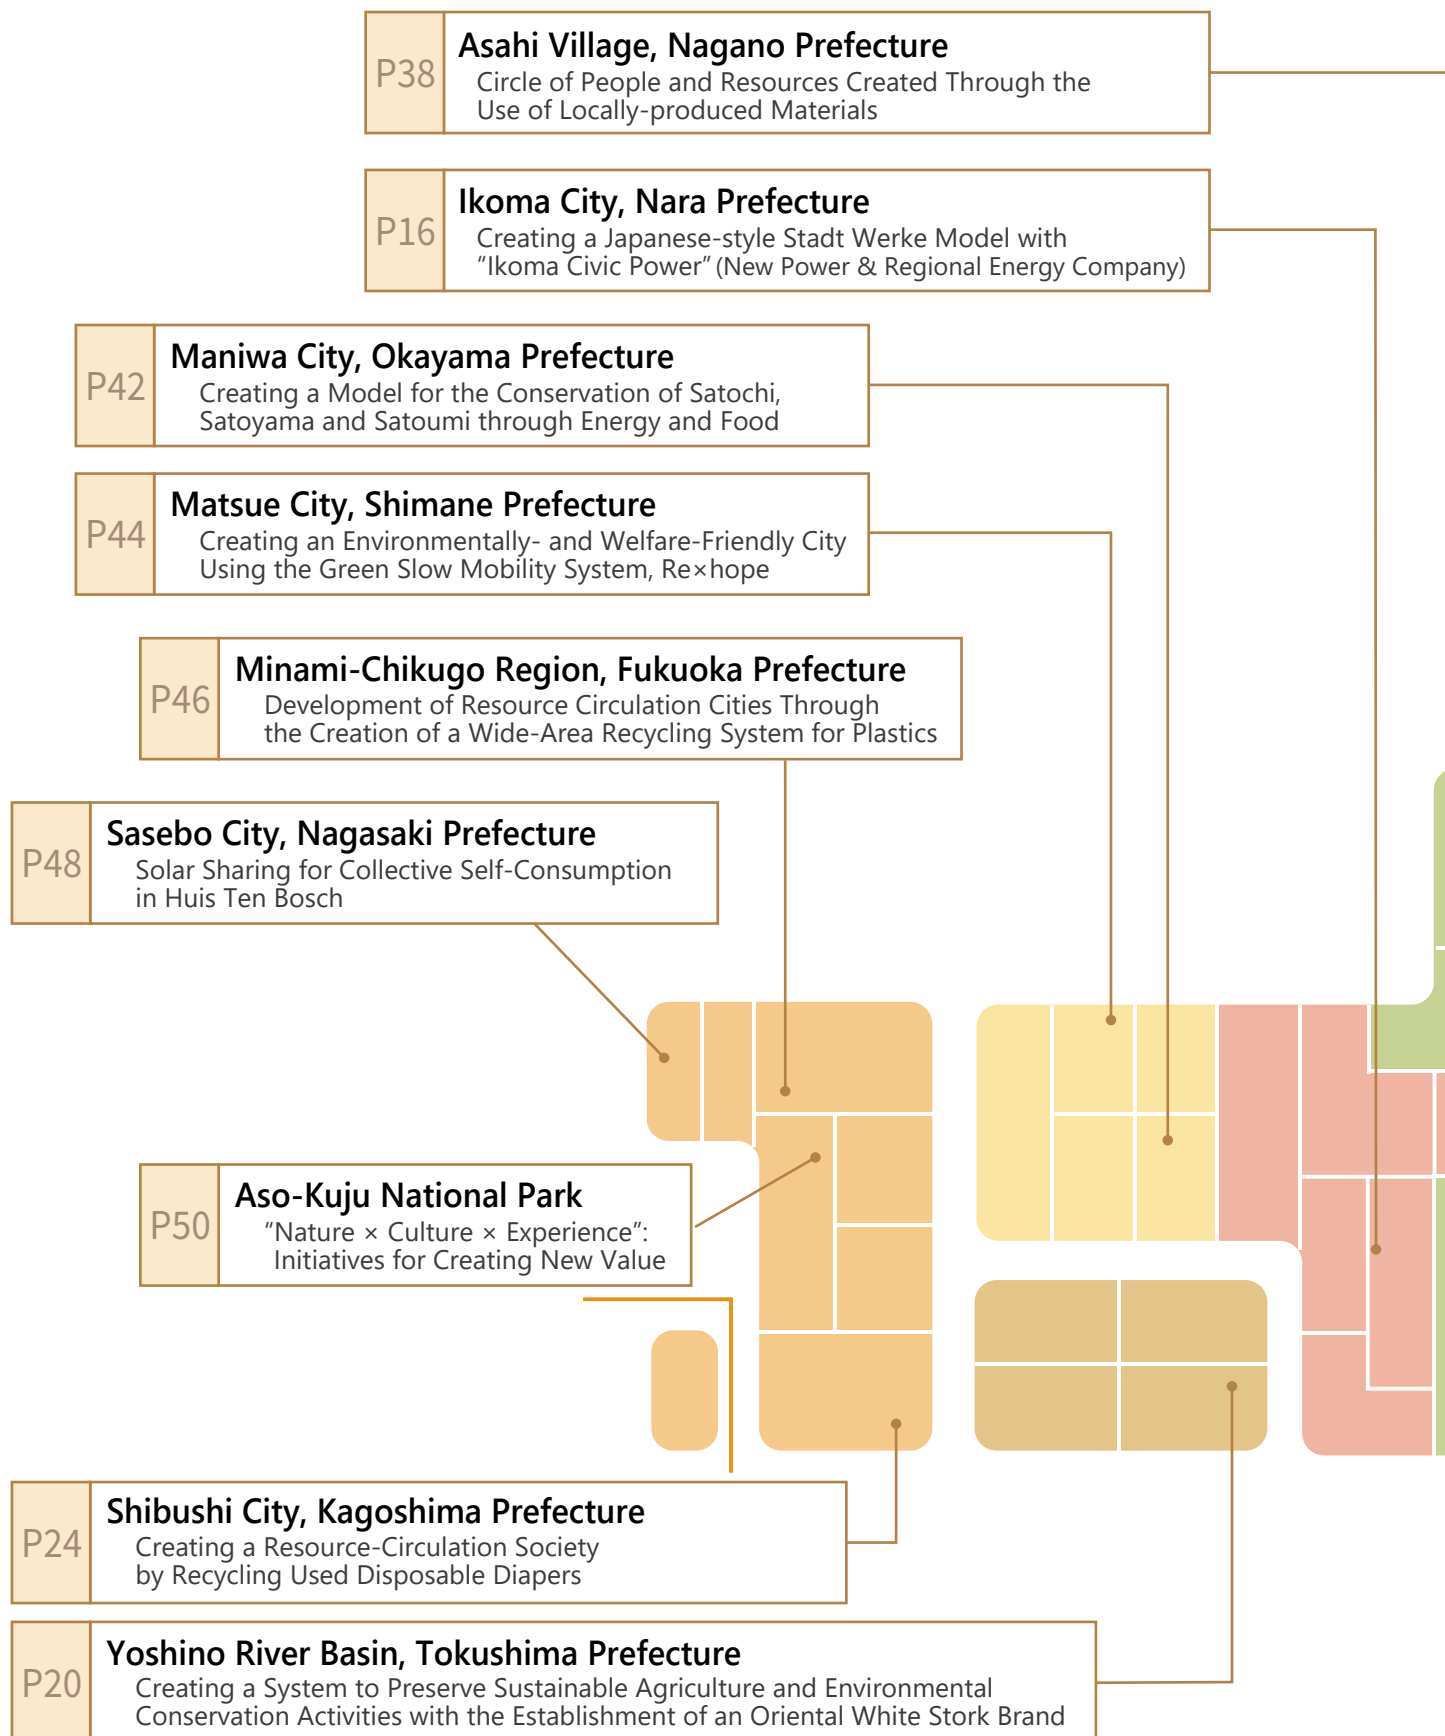 P38
Asahi Village, Nagano Prefecture
Circle of People and Resources Created Through the
Use of Locally-produced Materials
P16
Ikoma City, Nara Prefecture
Creating a Japanese-style Stadt Werke Model with
“Ikoma Civic Power” (New Power & Regional Energy Company)
P42
Maniwa City, Okayama Prefecture
Creating a Model for the Conservation of Satochi,
Satoyama and Satoumi through Energy and Food
P44
Matsue City, Shimane Prefecture
Creating an Environmentally- and Welfare-Friendly City
Using the Green Slow Mobility System, Re×hope
P46
Minami-Chikugo Region, Fukuoka Prefecture
Development of Resource Circulation Cities Through
the Creation of a Wide-Area Recycling System for Plastics
P48
Sasebo City, Nagasaki Prefecture
Solar Sharing for Collective Self-Consumption
in Huis Ten Bosch
P50
Aso-Kuju National Park
“Nature × Culture × Experience”:
Initiatives for Creating New Value
P24
Shibushi City, Kagoshima Prefecture
Creating a Resource-Circulation Society
by Recycling Used Disposable Diapers
P20
Yoshino River Basin, Tokushima Prefecture
Creating a System to Preserve Sustainable Agriculture and Environmental
Conservation Activities with the Establishment of an Oriental White Stork Brand